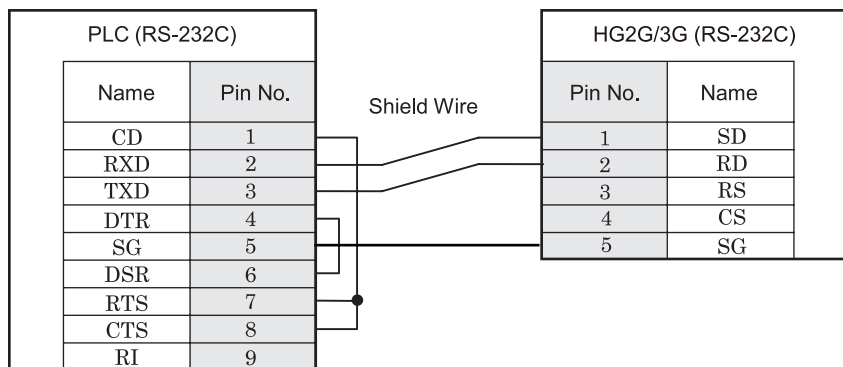 PLC (RS-232C)
Name Pin No.
CD 1
RXD 2
TXD 3
DTR 4
SG 5
DSR 6
RTS 7
CTS 8
RI 9
Shield Wire
HG2G/3G (RS-232C)
Pin No. Name
1 SD
2 RD
3 RS
4 CS
5 SG